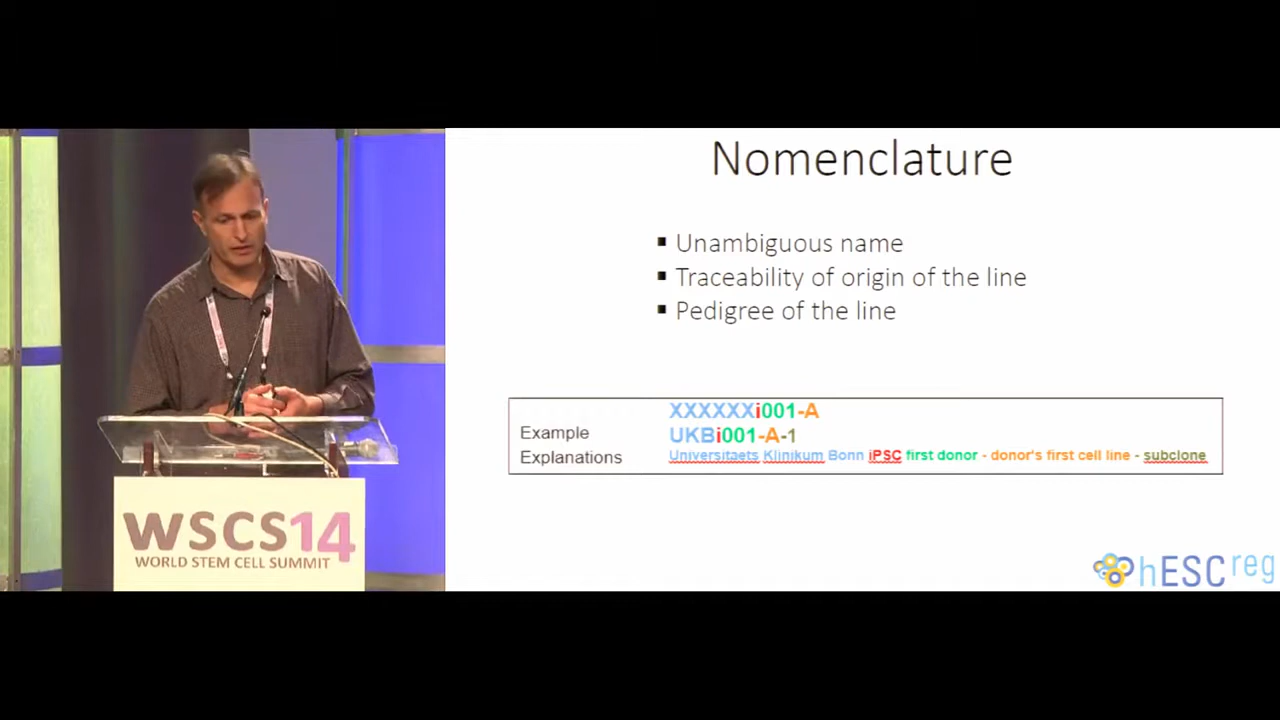 Nomenclature
▪ Unambiguous name
▪ Traceability of origin of the line
▪ Pedigree of the line
XXXXXXi001-A
Example UKBi001-A-1
Explanations Universitaets Klinikum Bonn iPSC first donor - donor's first cell line - subclone
hESCreg
WSCS14
WORLD STEM CELL SUMMIT